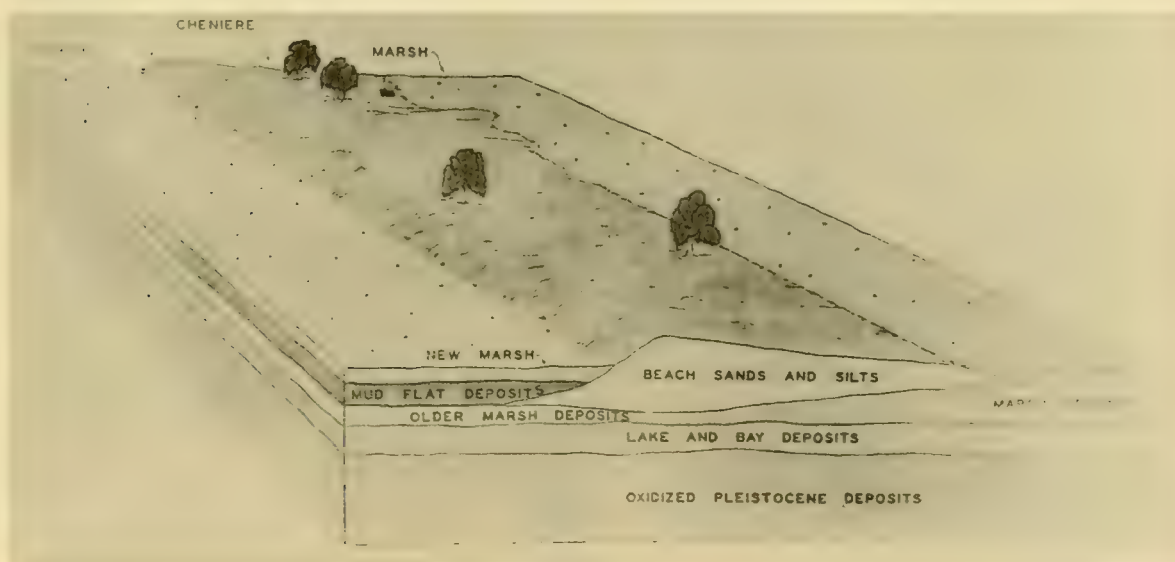 CHENIERE
MARSH
NEW MARSH
BEACH SANDS AND SILTS
MUD FLAT DEPOSITS
OLDER MARSH DEPOSITS
LAKE AND BAY DEPOSITS
OXIDIZED PLEISTOCENE DEPOSITS